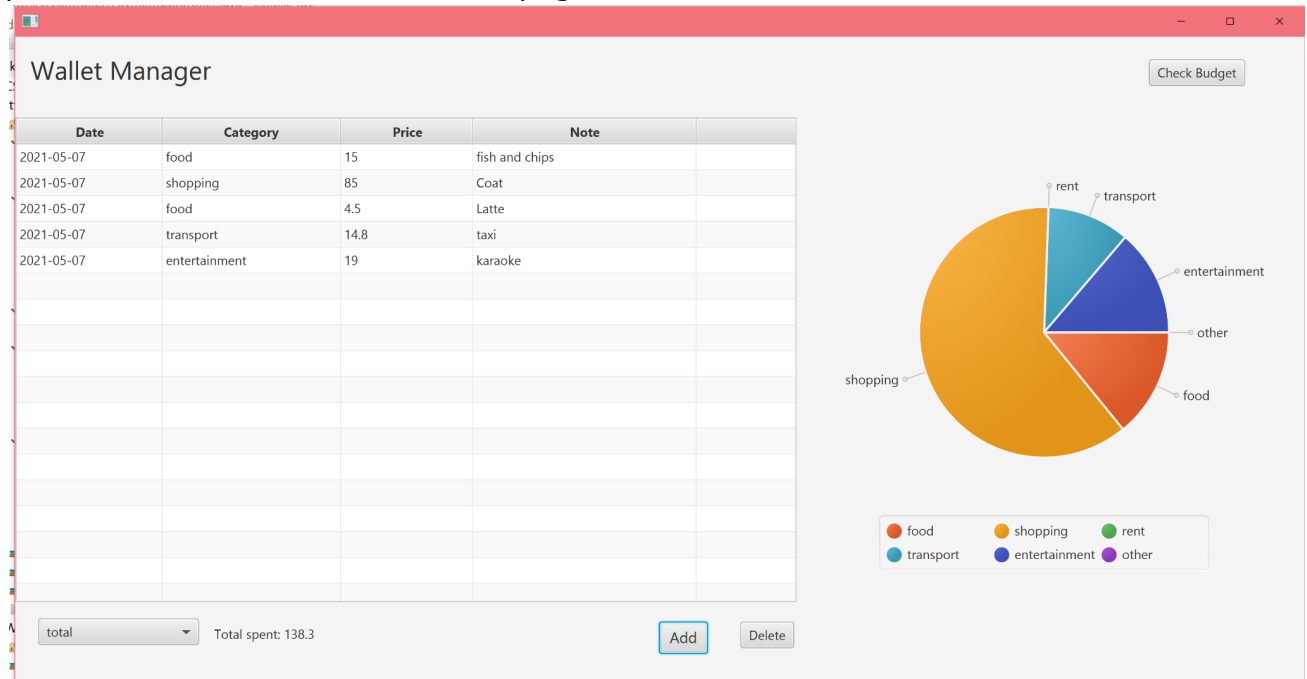 Wallet Manager
Check Budget
Date Category Price Note
2021-05-07 food 15 fish and chips
2021-05-07 shopping 85 Coat
2021-05-07 food 4.5 Latte
2021-05-07 transport 14.8 taxi
2021-05-07 entertainment 19 karaoke
rent
transport
entertainment
other
shopping
food
food shopping rent
transport entertainment other
total Total spent: 138.3 Add Delete